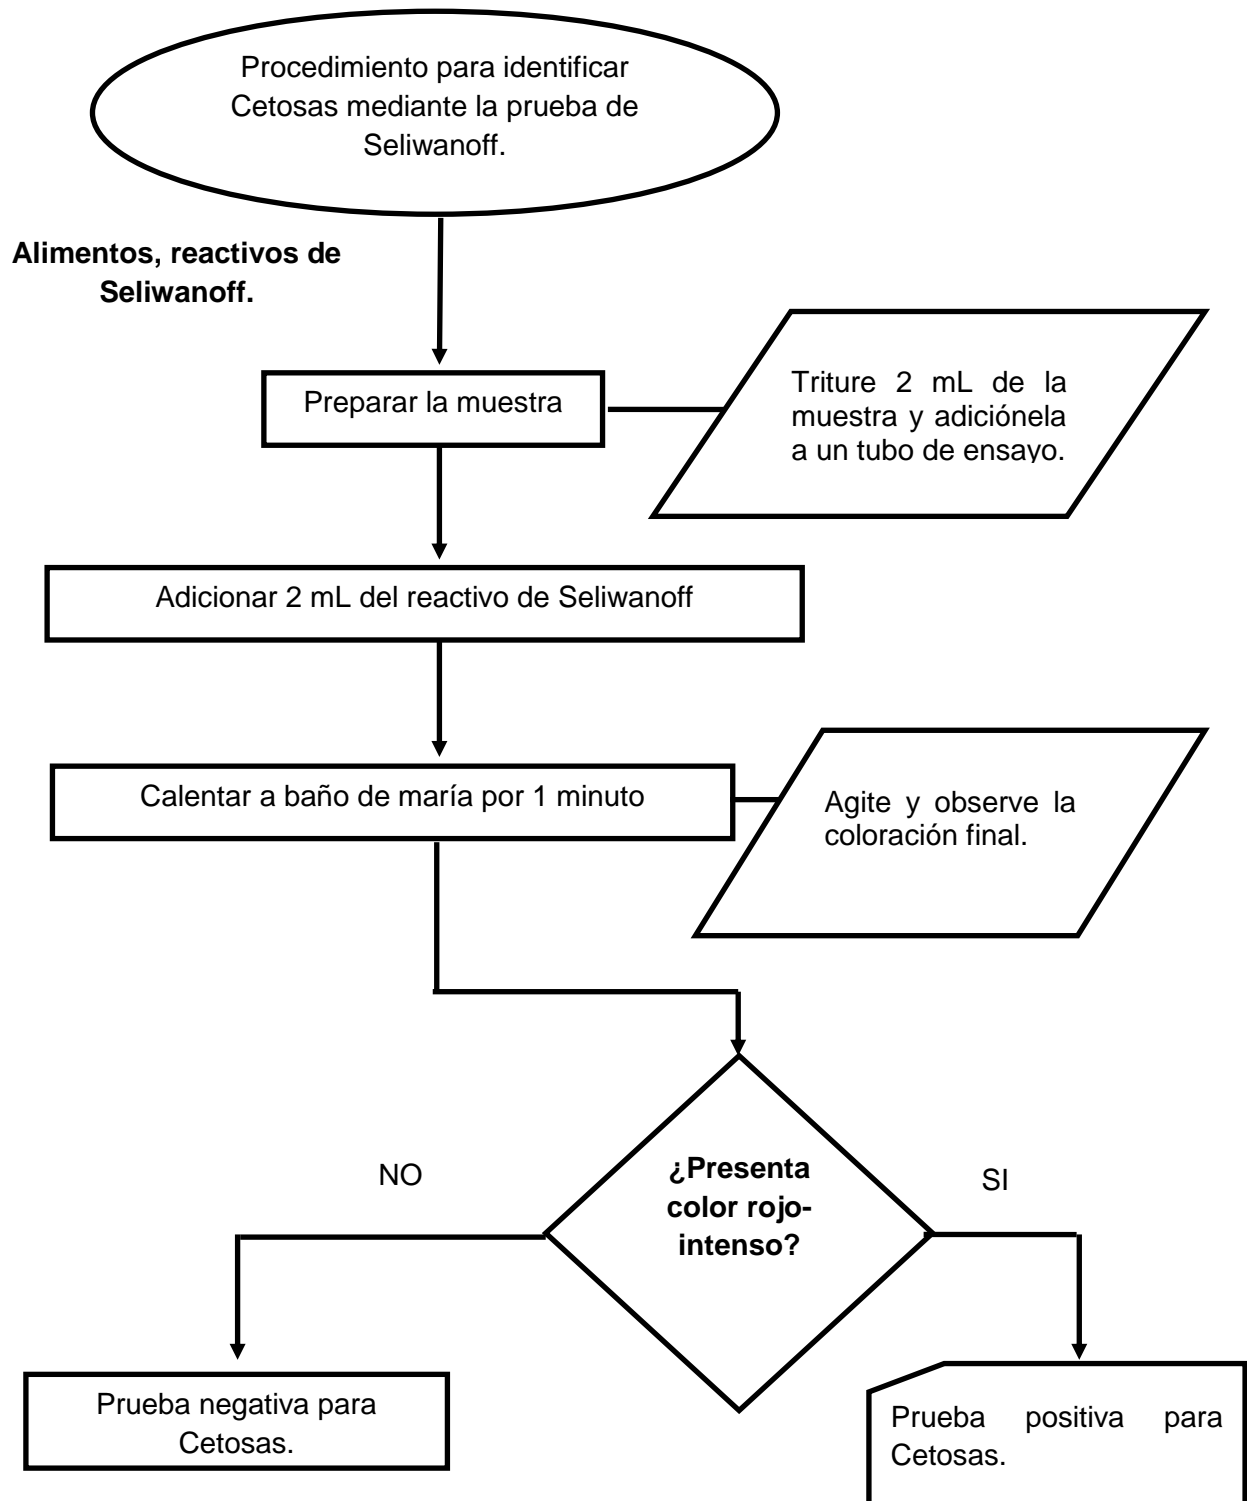 Procedimiento para identificar
Cetosas mediante la prueba de
Seliwanoff.
Alimentos, reactivos de
Seliwanoff.
Preparar la muestra
Triture 2 mL de la
muestra y adiciónela
a un tubo de ensayo.
Adicionar 2 mL del reactivo de Seliwanoff
Calentar a baño de maría por 1 minuto
Agite y observe la
coloración final.
¿Presenta
color rojo-
intenso?
NO
SI
Prueba negativa para
Cetosas.
Prueba positiva para
Cetosas.